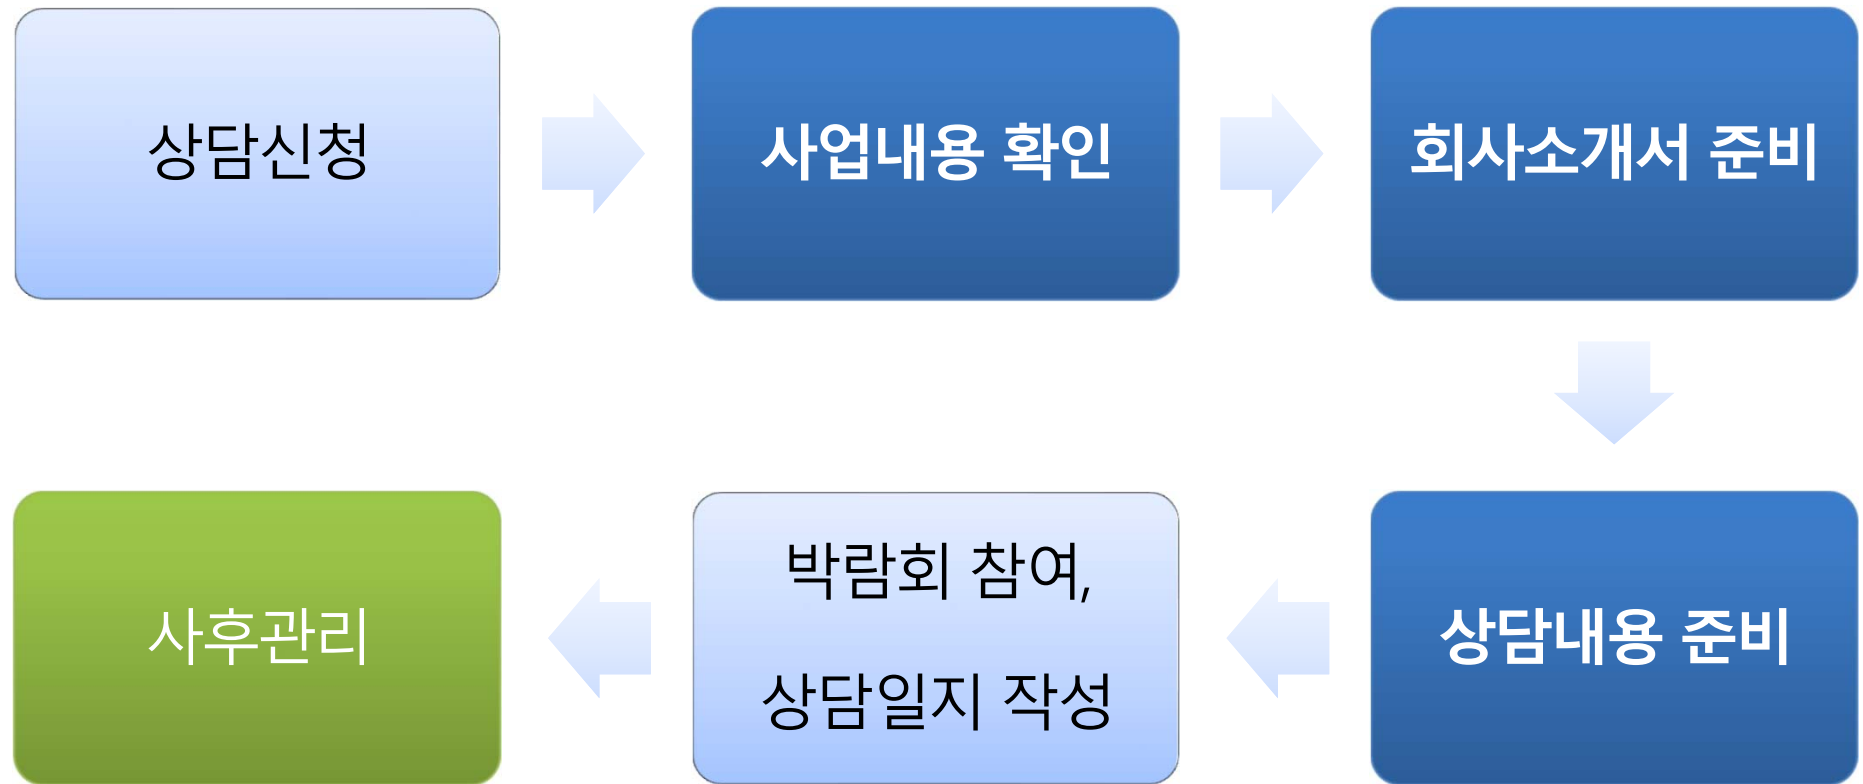 상담신청
사업내용 확인
회사소개서 준비
상담내용 준비
박람회 참여,
상담일지 작성
사후관리